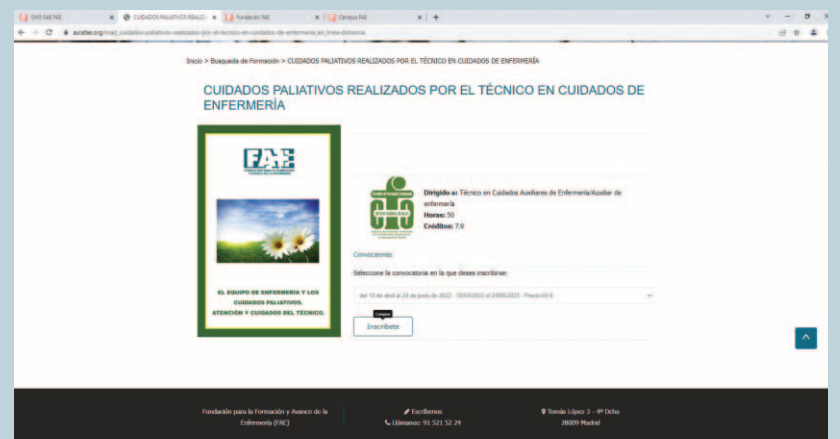 CUIDADOS PALIATIVOS REALIZ
Fundación FAE
Campus FAE
Inicio > Busqueda de Formación > CUIDADOS PALIATIVOS REALIZADOS POR EL TÉCNICO EN CUIDADOS DE ENFERMERÍA
CUIDADOS PALIATIVOS REALIZADOS POR EL TÉCNICO EN CUIDADOS DE
ENFERMERÍA
FAE
EL EQUIPO DE ENFERMERÍA Y LOS
CUIDADOS PALIATIVOS.
ATENCIÓN Y CUIDADOS DEL TÉCNICO.
Dirigido a: Técnico en Cuidados Auxiliares de Enfermería/Auxiliar de
enfermería
Horas: 50
Créditos: 7.9
Convocatorias
Seleccione la convocatoria en la que desea inscribirse:
Comprar
Inscríbete
Fundación para la Formación y Avance de la
Enfermería (FAE)
Escríbenos
Llámanos: 91 521 52 24
Tomás López 3 - 4º Dcha
28009 Madrid